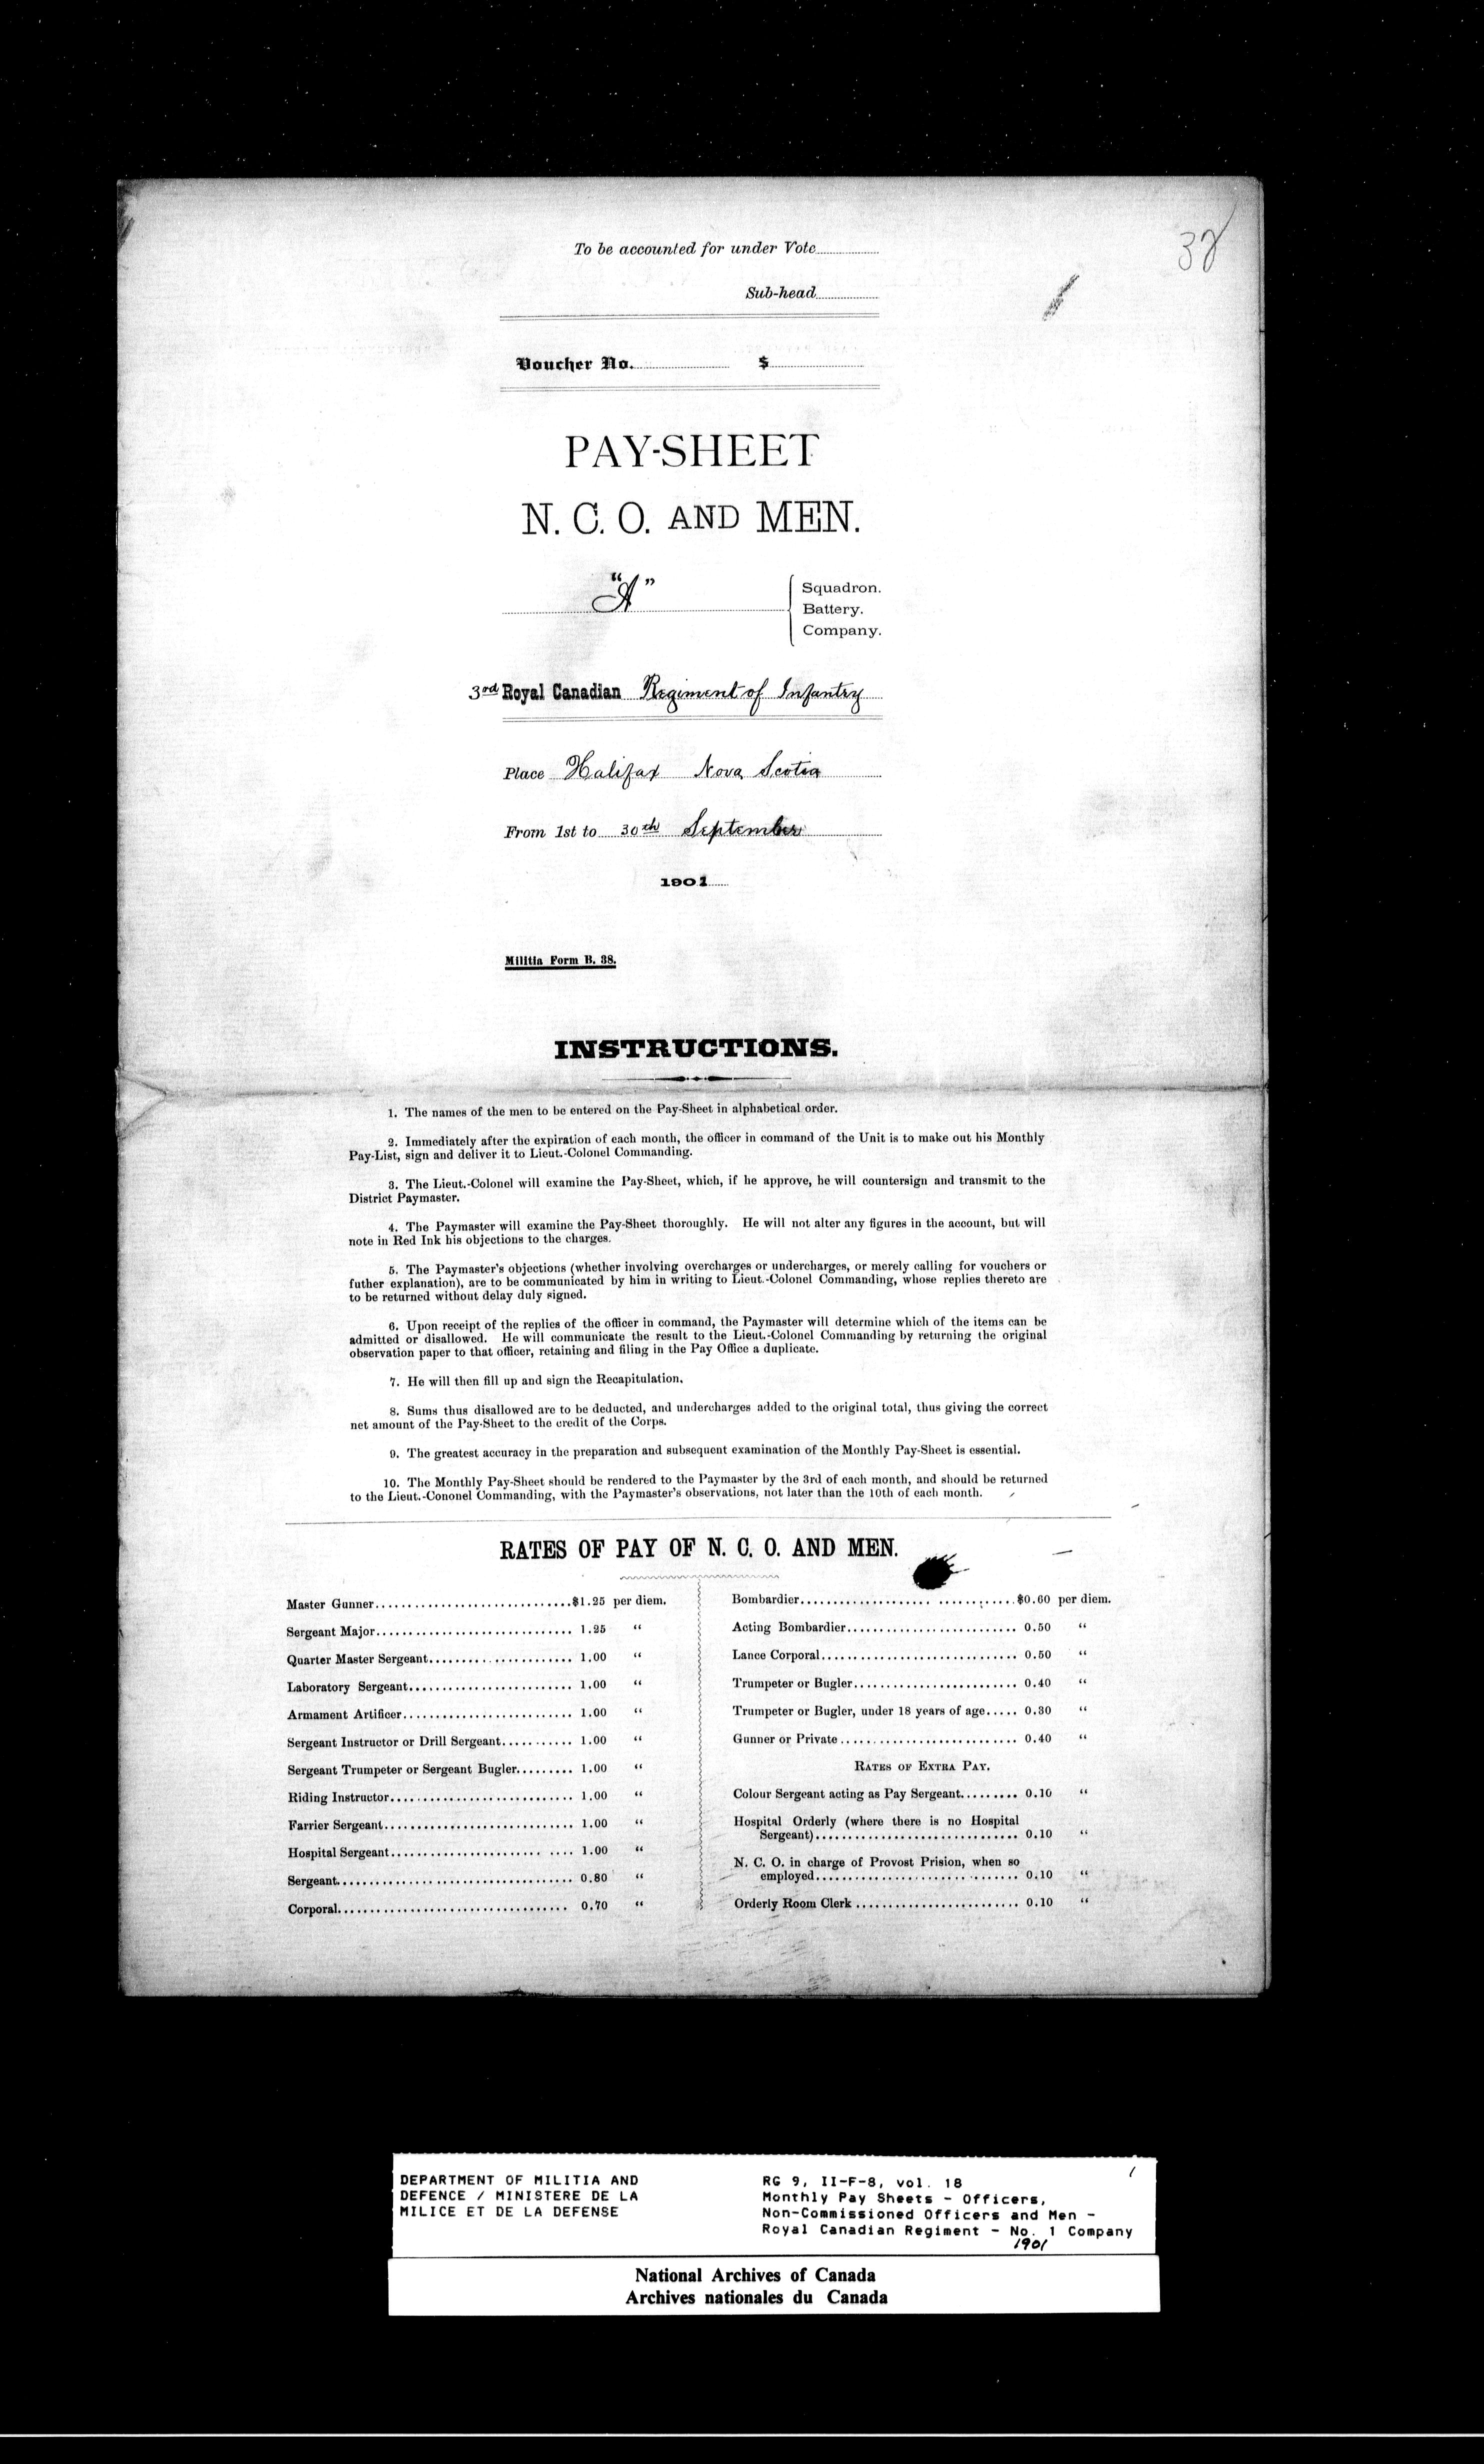 38
To be accounted for under Vote
Sub-head
Voucher No. $
PAY-SHEET
N. C. O. AND MEN.
"A"
Squadron.
Battery.
Company.
3rd Royal Canadian Regiment of Infantry
Place Halifax Nova Scotia
From 1st to 30th September
1901
Militia Form B. 38.
INSTRUCTIONS.
1. The names of the men to be entered on the Pay-Sheet in alphabetical order.
2. Immediately after the expiration of each month, the officer in command of the Unit is to make out his Monthly
Pay-List, sign and deliver it to Lieut.-Colonel Commanding.
3. The Lieut.-Colonel will examine the Pay-Sheet, which, if he approve, he will countersign and transmit to the
District Paymaster.
4. The Paymaster will examine the Pay-Sheet thoroughly. He will not alter any figures in the account, but will
note in Red Ink his objections to the charges.
5. The Paymaster's objections (whether involving overcharges or undercharges, or merely calling for vouchers or
futher explanation), are to be communicated by him in writing to Lieut.-Colonel Commanding, whose replies thereto are
to be returned without delay duly signed.
6. Upon receipt of the replies of the officer in command, the Paymaster will determine which of the items can be
admitted or disallowed. He will communicate the result to the Lieut.-Colonel Commanding by returning the original
observation paper to that officer, retaining and filing in the Pay Office a duplicate.
7. He will then fill up and sign the Recapitulation.
8. Sums thus disallowed are to be deducted, and undercharges added to the original total, thus giving the correct
net amount of the Pay-Sheet to the credit of the Corps.
9. The greatest accuracy in the preparation and subsequent examination of the Monthly Pay-Sheet is essential.
10. The Monthly Pay-Sheet should be rendered to the Paymaster by the 3rd of each month, and should be returned
to the Lieut.-Cononel Commanding, with the Paymaster's observations, not later than the 10th of each month.
RATES OF PAY OF N. C. O. AND MEN.
Master Gunner $1.25 per diem.
Sergeant Major 1.25 "
Quarter Master Sergeant 1.00 "
Laboratory Sergeant 1.00 "
Armament Artificer 1.00 "
Sergeant Instructor or Drill Sergeant 1.00 "
Sergeant Trumpeter or Sergeant Bugler 1.00 "
Riding Instructor 1.00 "
Farrier Sergeant 1.00 "
Hospital Sergeant 1.00 "
Sergeant 0.80 "
Corporal 0.70 "
Bombardier $0.60 per diem.
Acting Bombardier 0.50 "
Lance Corporal 0.50 "
Trumpeter or Bugler 0.40 "
Trumpeter or Bugler, under 18 years of age 0.30 "
Gunner or Private 0.40 "
RATES OF EXTRA PAY.
Colour Sergeant acting as Pay Sergeant 0.10 "
Hospital Orderly (where there is no Hospital
Sergeant) 0.10 "
N. C. O. in charge of Provost Prision, when so
employed 0.10 "
Orderly Room Clerk 0.10 "
DEPARTMENT OF MILITIA AND
DEFENCE / MINISTERE DE LA
MILICE ET DE LA DEFENSE
RG 9, II-F-8, vol. 18
Monthly Pay Sheets - Officers,
Non-Commissioned Officers and Men -
Royal Canadian Regiment - No. 1 Company
1901
1
National Archives of Canada
Archives nationales du Canada